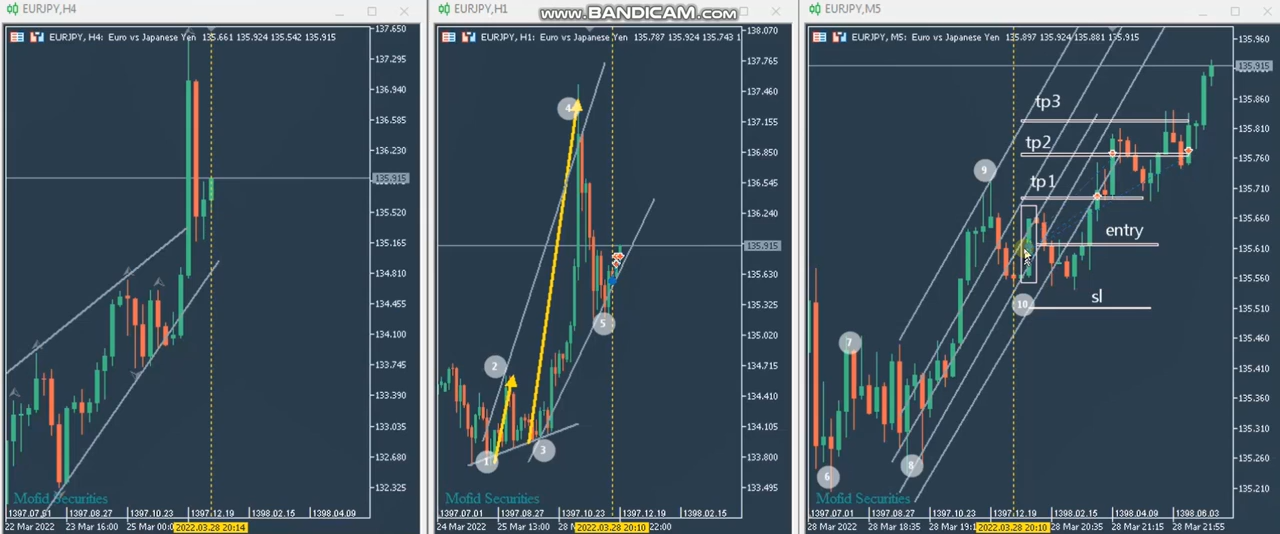 EURJPY,H4
EURJPY, H4: Euro vs Japanese Yen 135.661 135.924 135.542 135.915
137.650
137.295
136.940
136.585
136.230
135.915
135.520
135.165
134.810
134.455
134.100
133.745
133.390
133.035
132.680
132.325
Mofid Securities
1397.07.01 1397.08.27 1397.10.23 1397.12.19 1398.02.15 1398.04.09
22 Mar 2022 23 Mar 16:00 25 Mar 00:0 2022.03.28 20:14
EURJPY,H1
www.BANDICAM.com
EURJPY, H1: Euro vs Japanese Yen 135.787 135.924 135.743 1
138.070
137.765
137.460
137.155
136.850
136.545
136.240
135.915
135.630
135.325
135.020
134.715
134.410
134.105
133.800
133.495
4
2
5
3
1
Mofid Securities
1397.07.01 1397.08.27 1397.10.23 1397.12.19 1398.02.15
24 Mar 2022 25 Mar 13:00 28 M 2022.03.28 20:10 22:00
EURJPY,M5
EURJPY, M5: Euro vs Japanese Yen 135.897 135.924 135.881 135.915
135.960
135.915
135.860
135.810
135.760
135.710
135.660
135.610
135.560
135.510
135.460
135.410
135.360
135.310
135.260
135.210
tp3
tp2
9
tp1
entry
sl
10
7
8
6
Mofid Securities
1397.07.01 1397.08.27 1397.10.23 1397.12.19 1398.02.15 1398.04.09 1398.06.03
28 Mar 2022 28 Mar 18:35 28 Mar 19:1 2022.03.28 20:10 28 Mar 20:35 28 Mar 21:15 28 Mar 21:55